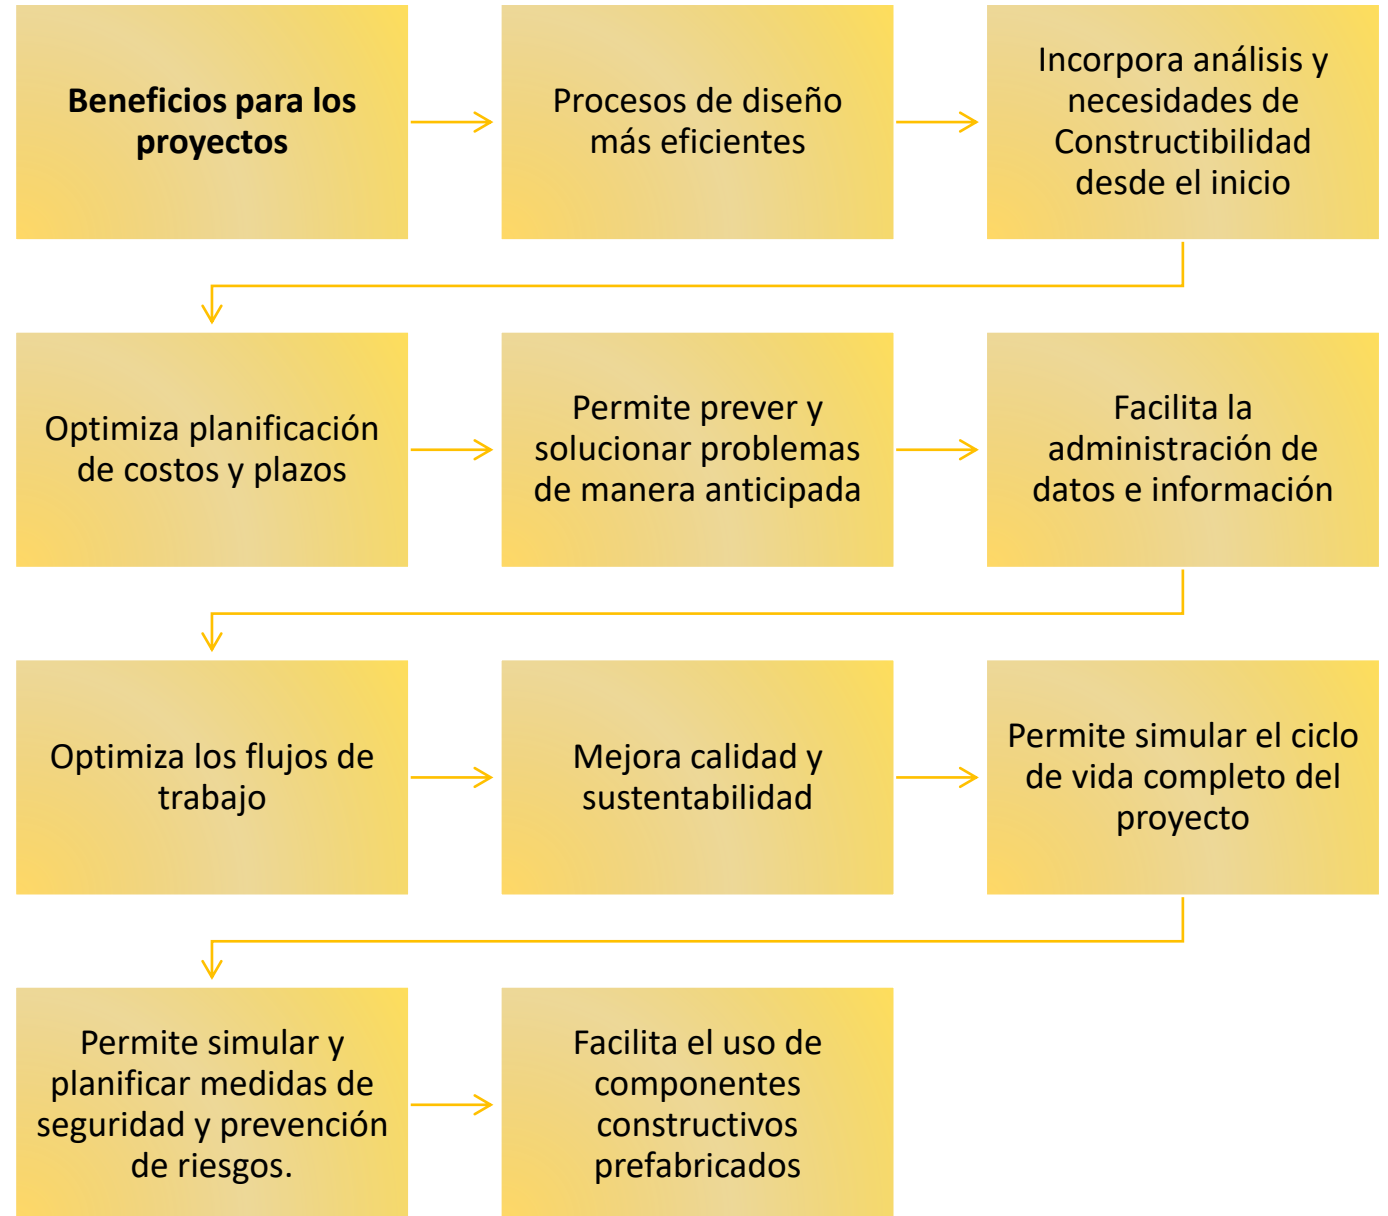 Beneficios para los
proyectos
Procesos de diseño
más eficientes
Incorpora análisis y
necesidades de
Constructibilidad
desde el inicio
Optimiza planificación
de costos y plazos
Permite prever y
solucionar problemas
de manera anticipada
Facilita la
administración de
datos e información
Optimiza los flujos de
trabajo
Mejora calidad y
sustentabilidad
Permite simular el ciclo
de vida completo del
proyecto
Permite simular y
planificar medidas de
seguridad y prevención
de riesgos.
Facilita el uso de
componentes
constructivos
prefabricados